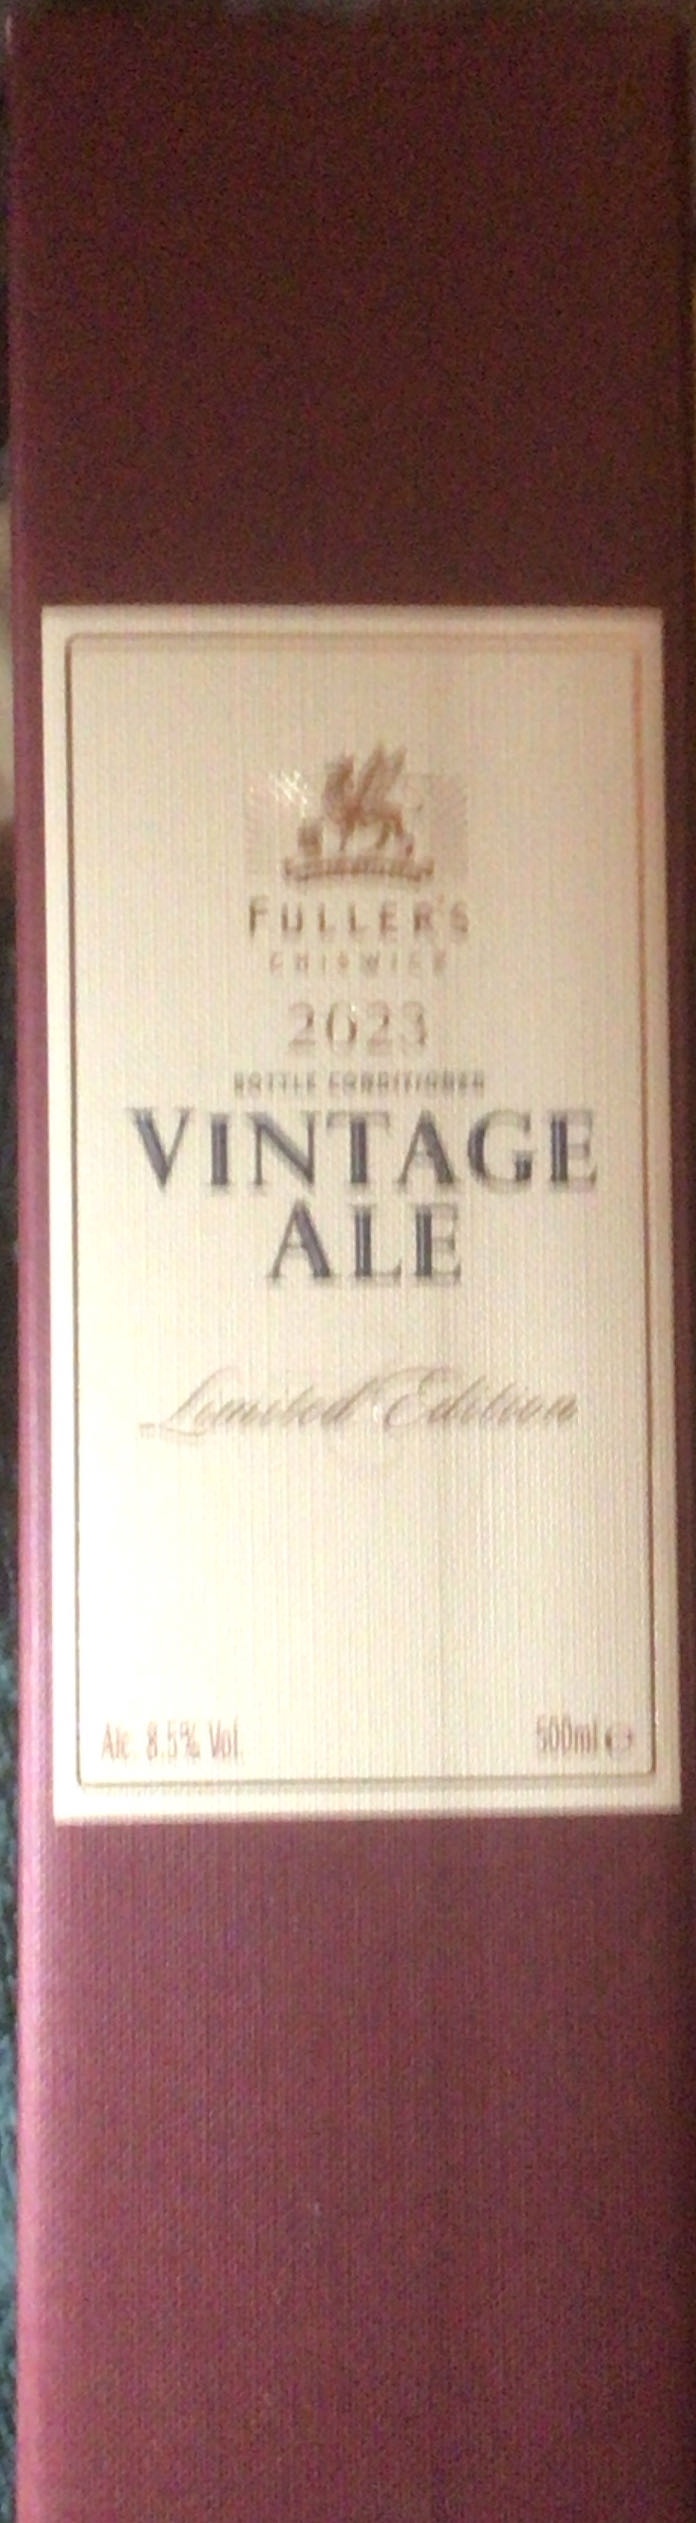 FULLER'S
CHISWICK
2023
BOTTLE CONDITIONED
VINTAGE
ALE
Limited Edition
Alc. 8.5% Vol.
500ml ℮